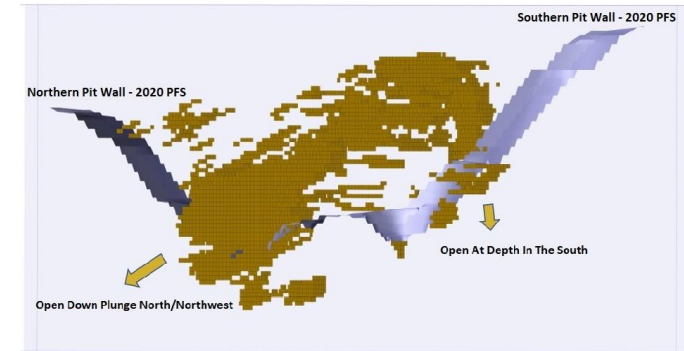 Southern Pit Wall - 2020 PFS
Northern Pit Wall - 2020 PFS
Open At Depth In The South
Open Down Plunge North/Northwest